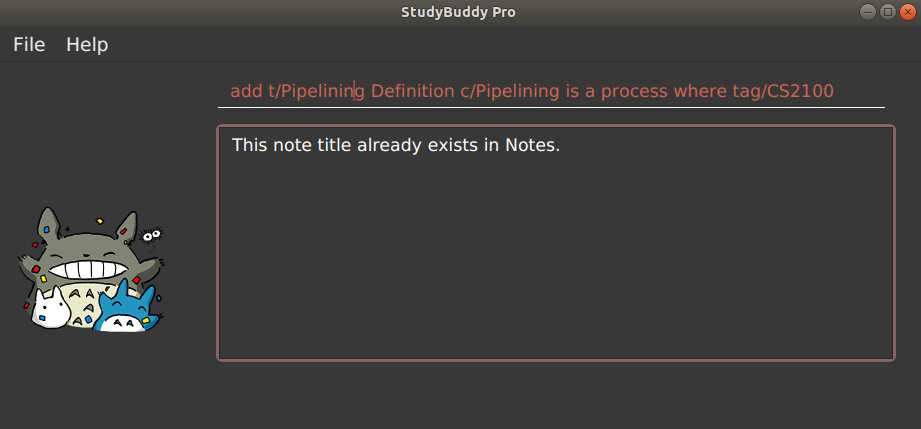 StudyBuddy Pro
File Help
add t/Pipelining Definition c/Pipelining is a process where tag/CS2100
This note title already exists in Notes.